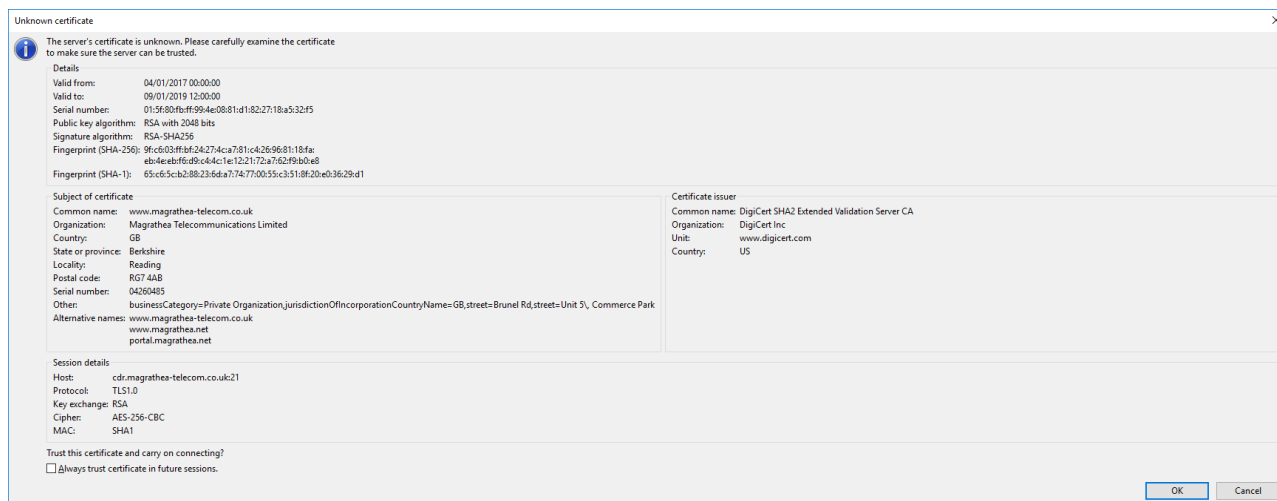 Unknown certificate
The server's certificate is unknown. Please carefully examine the certificate
to make sure the server can be trusted.
Details
Valid from: 04/01/2017 00:00:00
Valid to: 09/01/2019 12:00:00
Serial number: 01:5f:80:fb:ff:99:4e:08:81:d1:82:27:18:a5:32:f5
Public key algorithm: RSA with 2048 bits
Signature algorithm: RSA-SHA256
Fingerprint (SHA-256): 9f:c6:03:ff:bf:24:27:4c:a7:81:c4:26:96:81:18:fa:
eb:4e:eb:f6:d9:c4:4c:1e:12:21:72:a7:62:f9:b0:e8
Fingerprint (SHA-1): 65:c6:5c:b2:88:23:6d:a7:74:77:00:55:c3:51:8f:20:e0:36:29:d1
Subject of certificate
Common name: www.magrathea-telecom.co.uk
Organization: Magrathea Telecommunications Limited
Country: GB
State or province: Berkshire
Locality: Reading
Postal code: RG7 4AB
Serial number: 04260485
Other: businessCategory=Private Organization,jurisdictionOfIncorporationCountryName=GB,street=Brunel Rd,street=Unit 5\, Commerce Park
Alternative names: www.magrathea-telecom.co.uk
www.magrathea.net
portal.magrathea.net
Certificate issuer
Common name: DigiCert SHA2 Extended Validation Server CA
Organization: DigiCert Inc
Unit: www.digicert.com
Country: US
Session details
Host: cdr.magrathea-telecom.co.uk:21
Protocol: TLS1.0
Key exchange: RSA
Cipher: AES-256-CBC
MAC: SHA1
Trust this certificate and carry on connecting?
Always trust certificate in future sessions.
OK Cancel